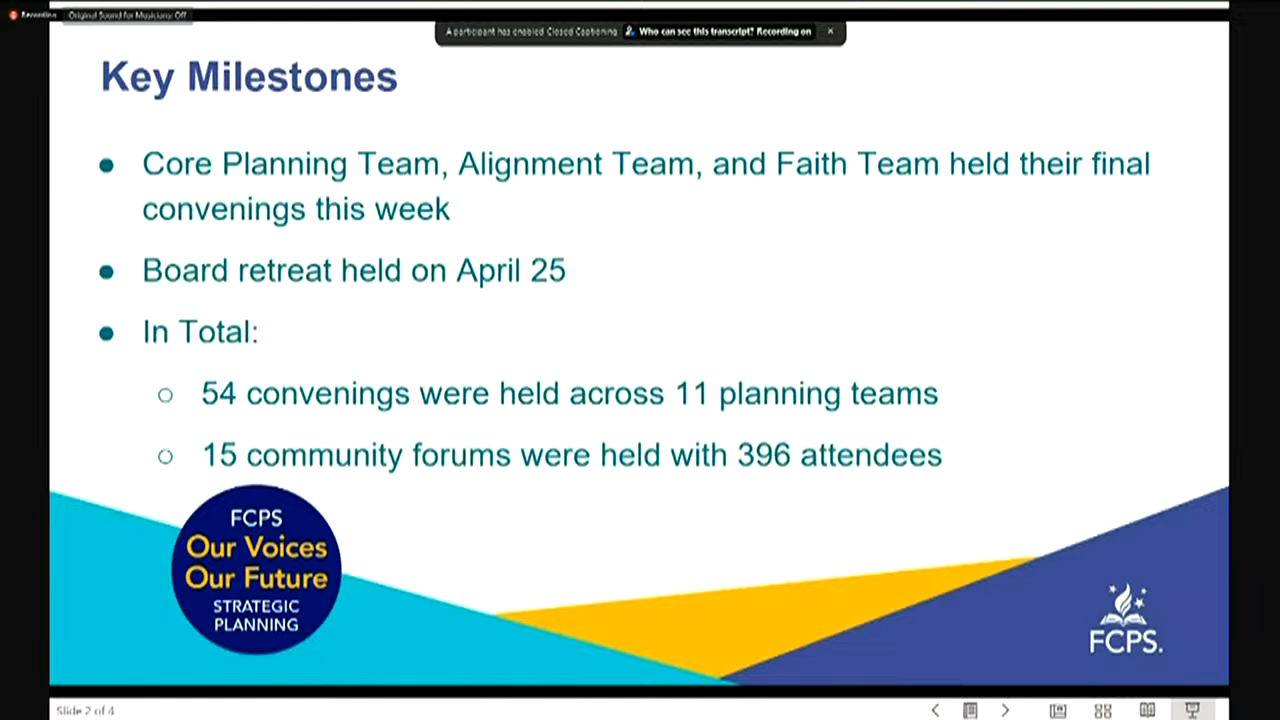 Recording
Original Sound for Musicians: Off
A participant has enabled Closed Captioning
Who can see this transcript? Recording on
Key Milestones
Core Planning Team, Alignment Team, and Faith Team held their final
convenings this week
Board retreat held on April 25
In Total:
54 convenings were held across 11 planning teams
15 community forums were held with 396 attendees
FCPS
Our Voices
Our Future
STRATEGIC
PLANNING
FCPS.
Slide 2 of 4